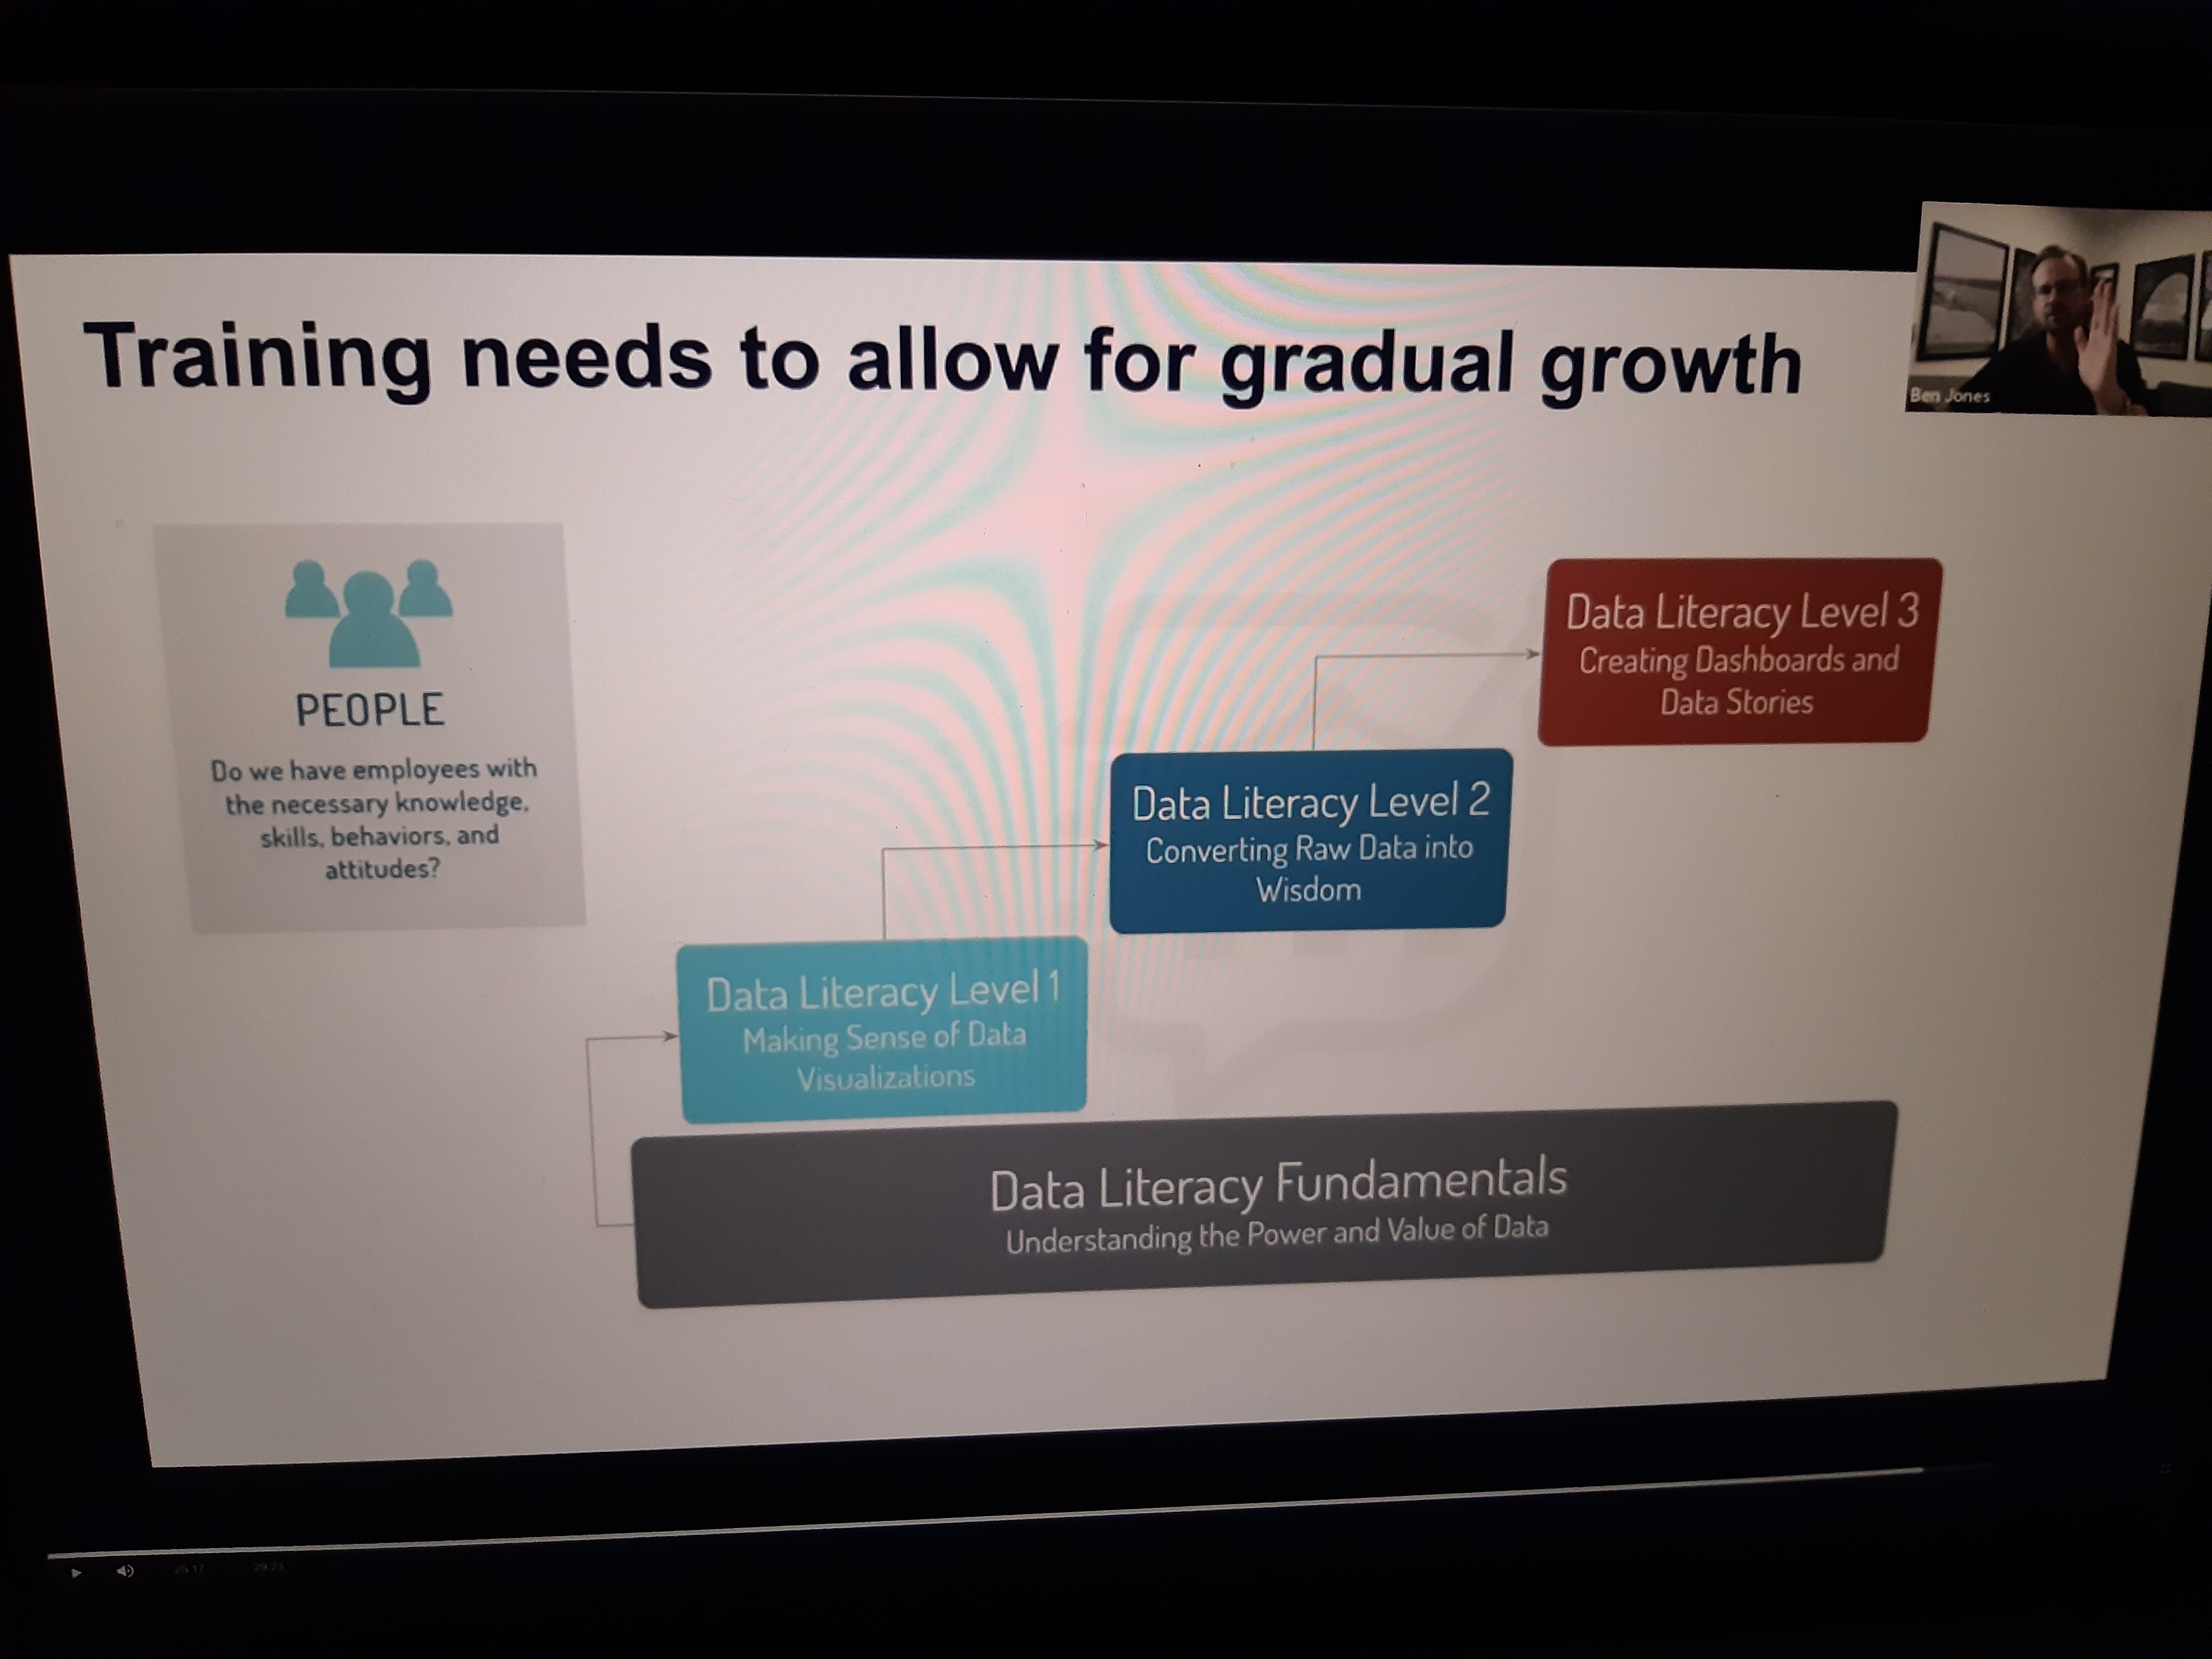 Training needs to allow for gradual growth
Ben Jones
PEOPLE
Do we have employees with
the necessary knowledge,
skills, behaviors, and
attitudes?
Data Literacy Level 3
Creating Dashboards and
Data Stories
Data Literacy Level 2
Converting Raw Data into
Wisdom
Data Literacy Level 1
Making Sense of Data
Visualizations
Data Literacy Fundamentals
Understanding the Power and Value of Data